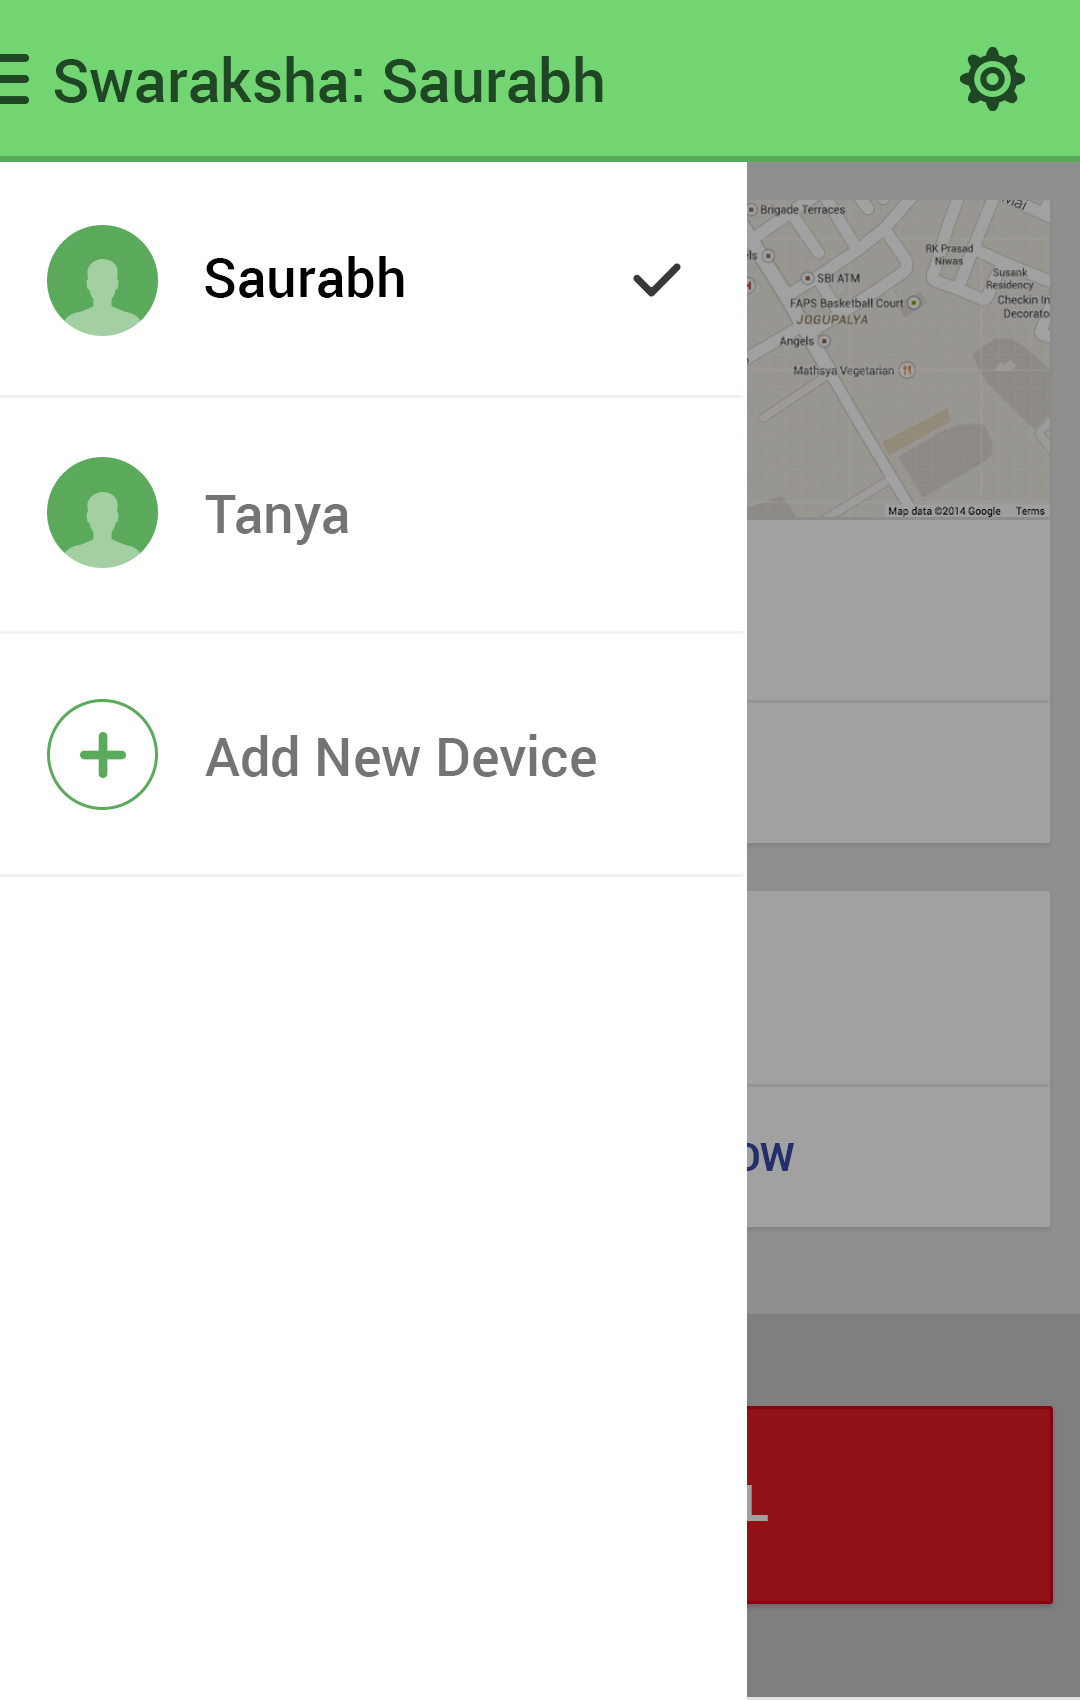 Swaraksha: Saurabh
Saurabh
Tanya
Add New Device
Brigade Terraces
RK Prasad
Niwas
SBI ATM
Susank
Residency
FAPS Basketball Court
Checkin In
Decorato
JOGUPALYA
Angels
Mathsya Vegetarian
Map data ©2014 Google Terms
OW
L